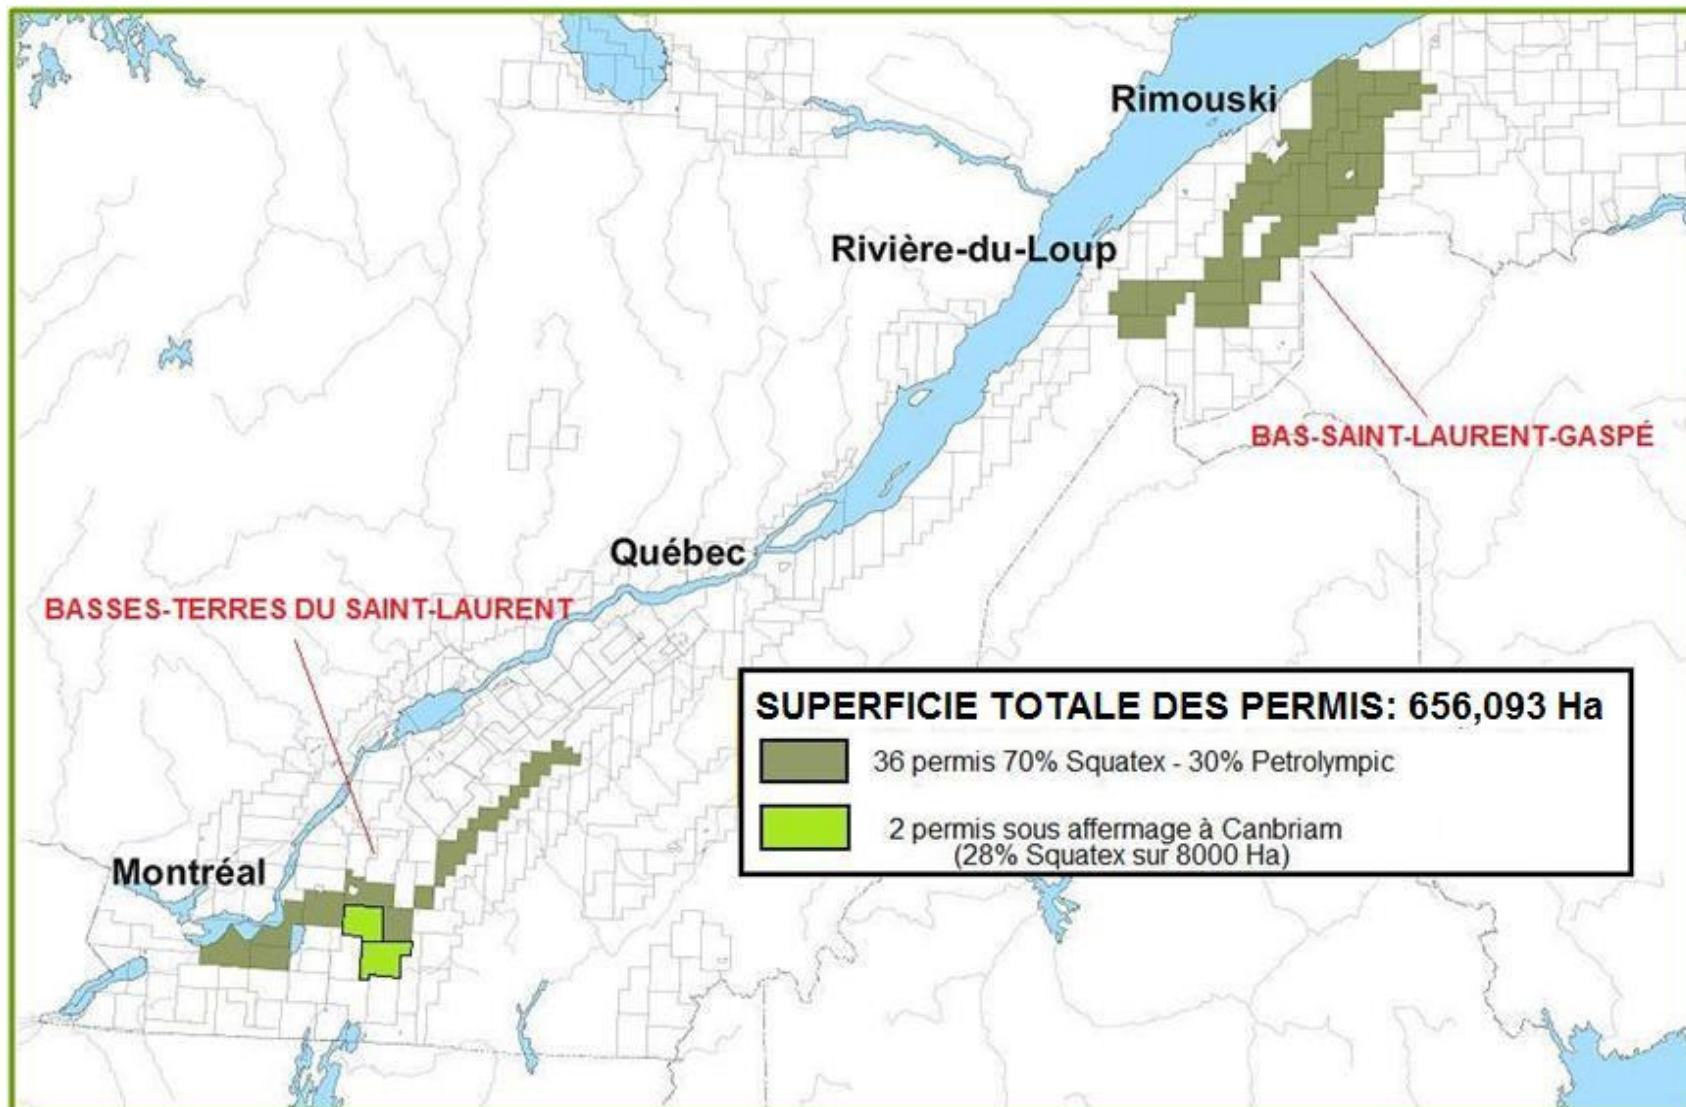 Rimouski
Rivière-du-Loup
BAS-SAINT-LAURENT-GASPÉ
Québec
BASSES-TERRES DU SAINT-LAURENT
Montréal
SUPERFICIE TOTALE DES PERMIS: 656,093 Ha
36 permis 70% Squatex - 30% Petrolympic
2 permis sous affermage à Canbriam
(28% Squatex sur 8000 Ha)